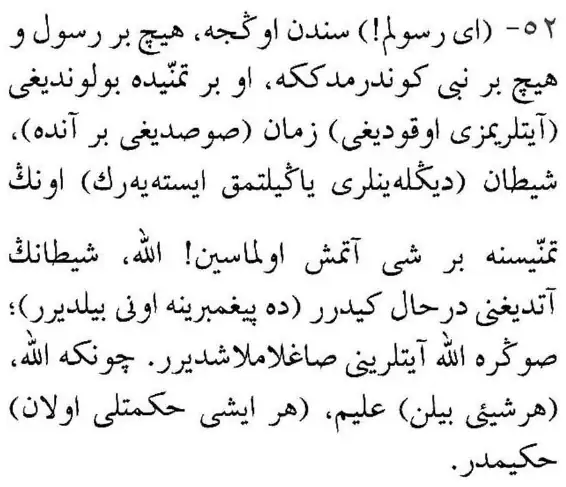 ٥٢- (ای رسولم!) سندن اوڭجه، هیچ بر رسول و
هیچ بر نبی کوندرمدککه، او بر تمنّیده بولوندیغی
(آیتلریمزی اوقودیغی) زمان (صوصدیغی بر آنده)،
شیطان (دیڭله‌ینلری یاڭیلتمق ایسته‌یه‌رك) اونڭ
تمنّیسنه بر شی آتمش اولماسین! الله، شیطانڭ
آتدیغنی درحال کیدرر (ده پیغمبرینه اونی بیلدیرر)؛
صوڭره الله آیتلرینی صاغلاملاشدیرر. چونکه الله،
(هرشیئی بیلن) علیم، (هر ایشی حکمتلی اولان)
حکیمدر.